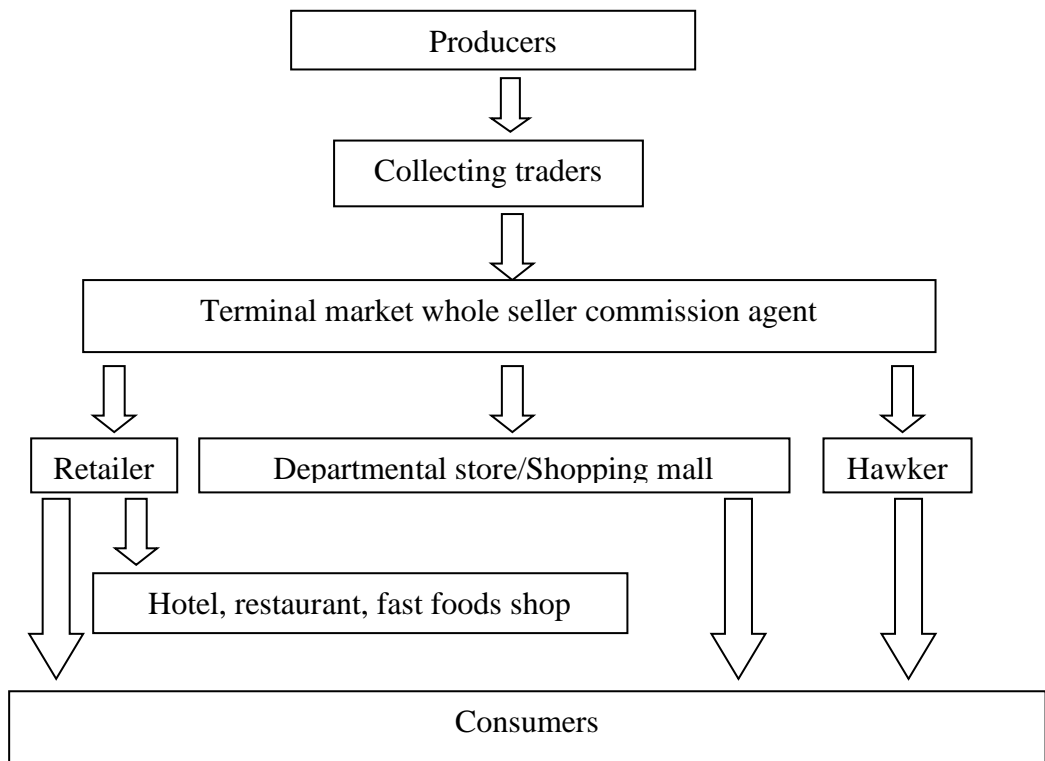 Producers
Collecting traders
Terminal market whole seller commission agent
Retailer
Departmental store/Shopping mall
Hawker
Hotel, restaurant, fast foods shop
Consumers